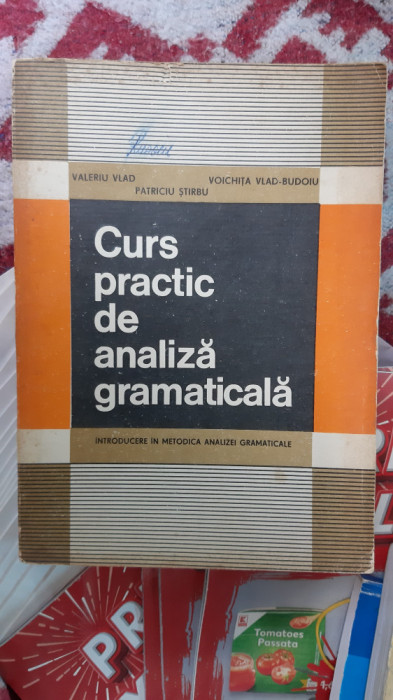 VALERIU VLAD
VOICHIȚA VLAD-BUDOIU
PATRICIU ȘTIRBU
Curs
practic
de
analiză
gramaticală
INTRODUCERE ÎN METODICA ANALIZEI GRAMATICALE
PR
Tomatoes
Passata